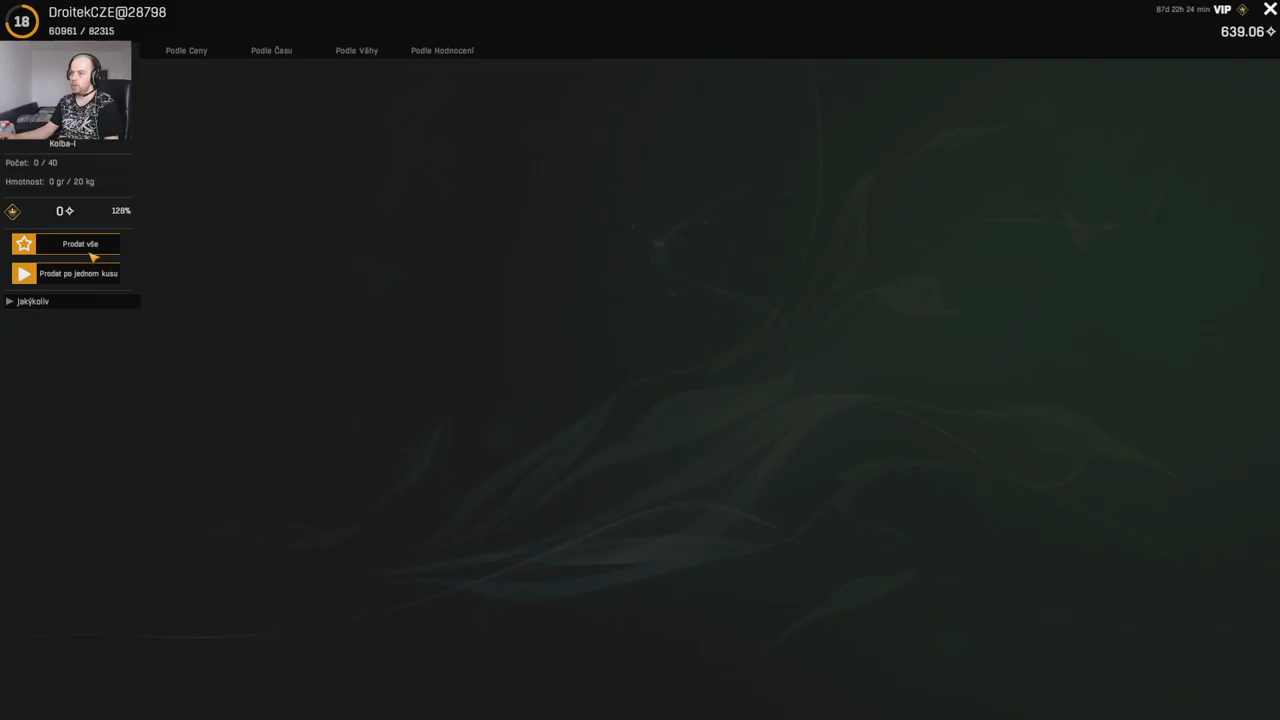 18
DroitekCZE@28798
60961 / 82315
87d 22h 24 min VIP
639.06
Podle Ceny Podle Času Podle Váhy Podle Hodnocení
Kolba-I
Počet: 0 / 40
Hmotnost: 0 gr / 20 kg
0 128%
Prodat vše
Prodat po jednom kusu
Jakýkoliv